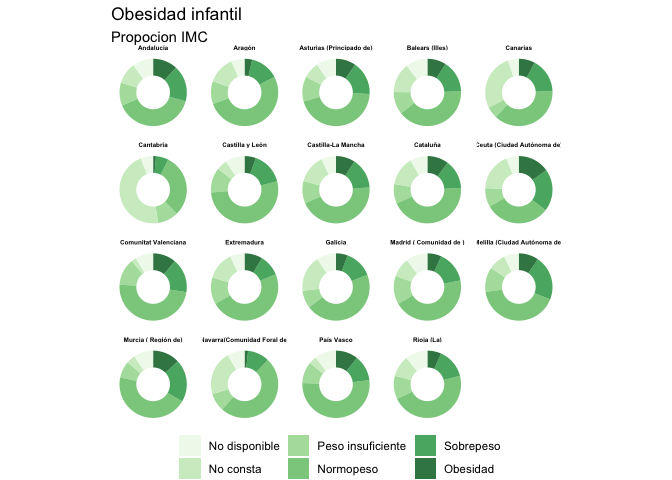 Obesidad infantil
Propocion IMC
Andalucía Aragón Asturias (Principado de) Balears (Illes) Canarias
Cantabria Castilla y León Castilla-La Mancha Cataluña Ceuta (Ciudad Autónoma de)
Comunitat Valenciana Extremadura Galicia Madrid ( Comunidad de ) Melilla (Ciudad Autónoma de
Murcia ( Región de) Navarra(Comunidad Foral de País Vasco Rioja (La)
No disponible Peso insuficiente Sobrepeso
No consta Normopeso Obesidad